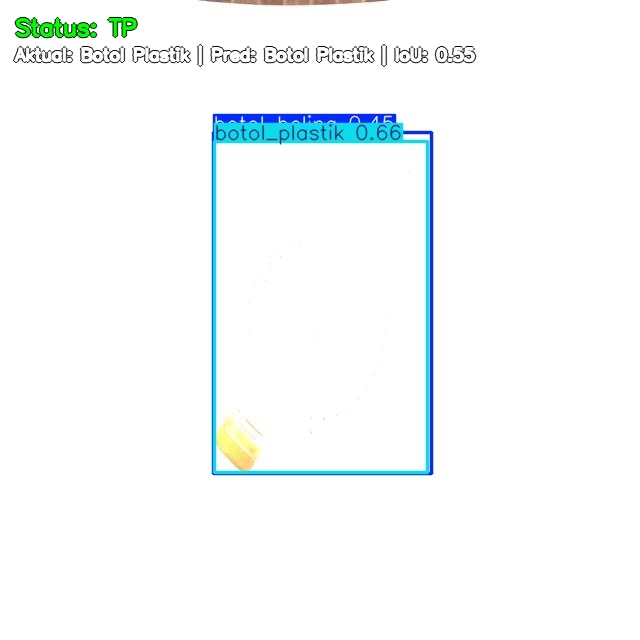 Status: TP
Aktual: Botol Plastik | Pred: Botol Plastik | IoU: 0.55
botol_plastik 0.66